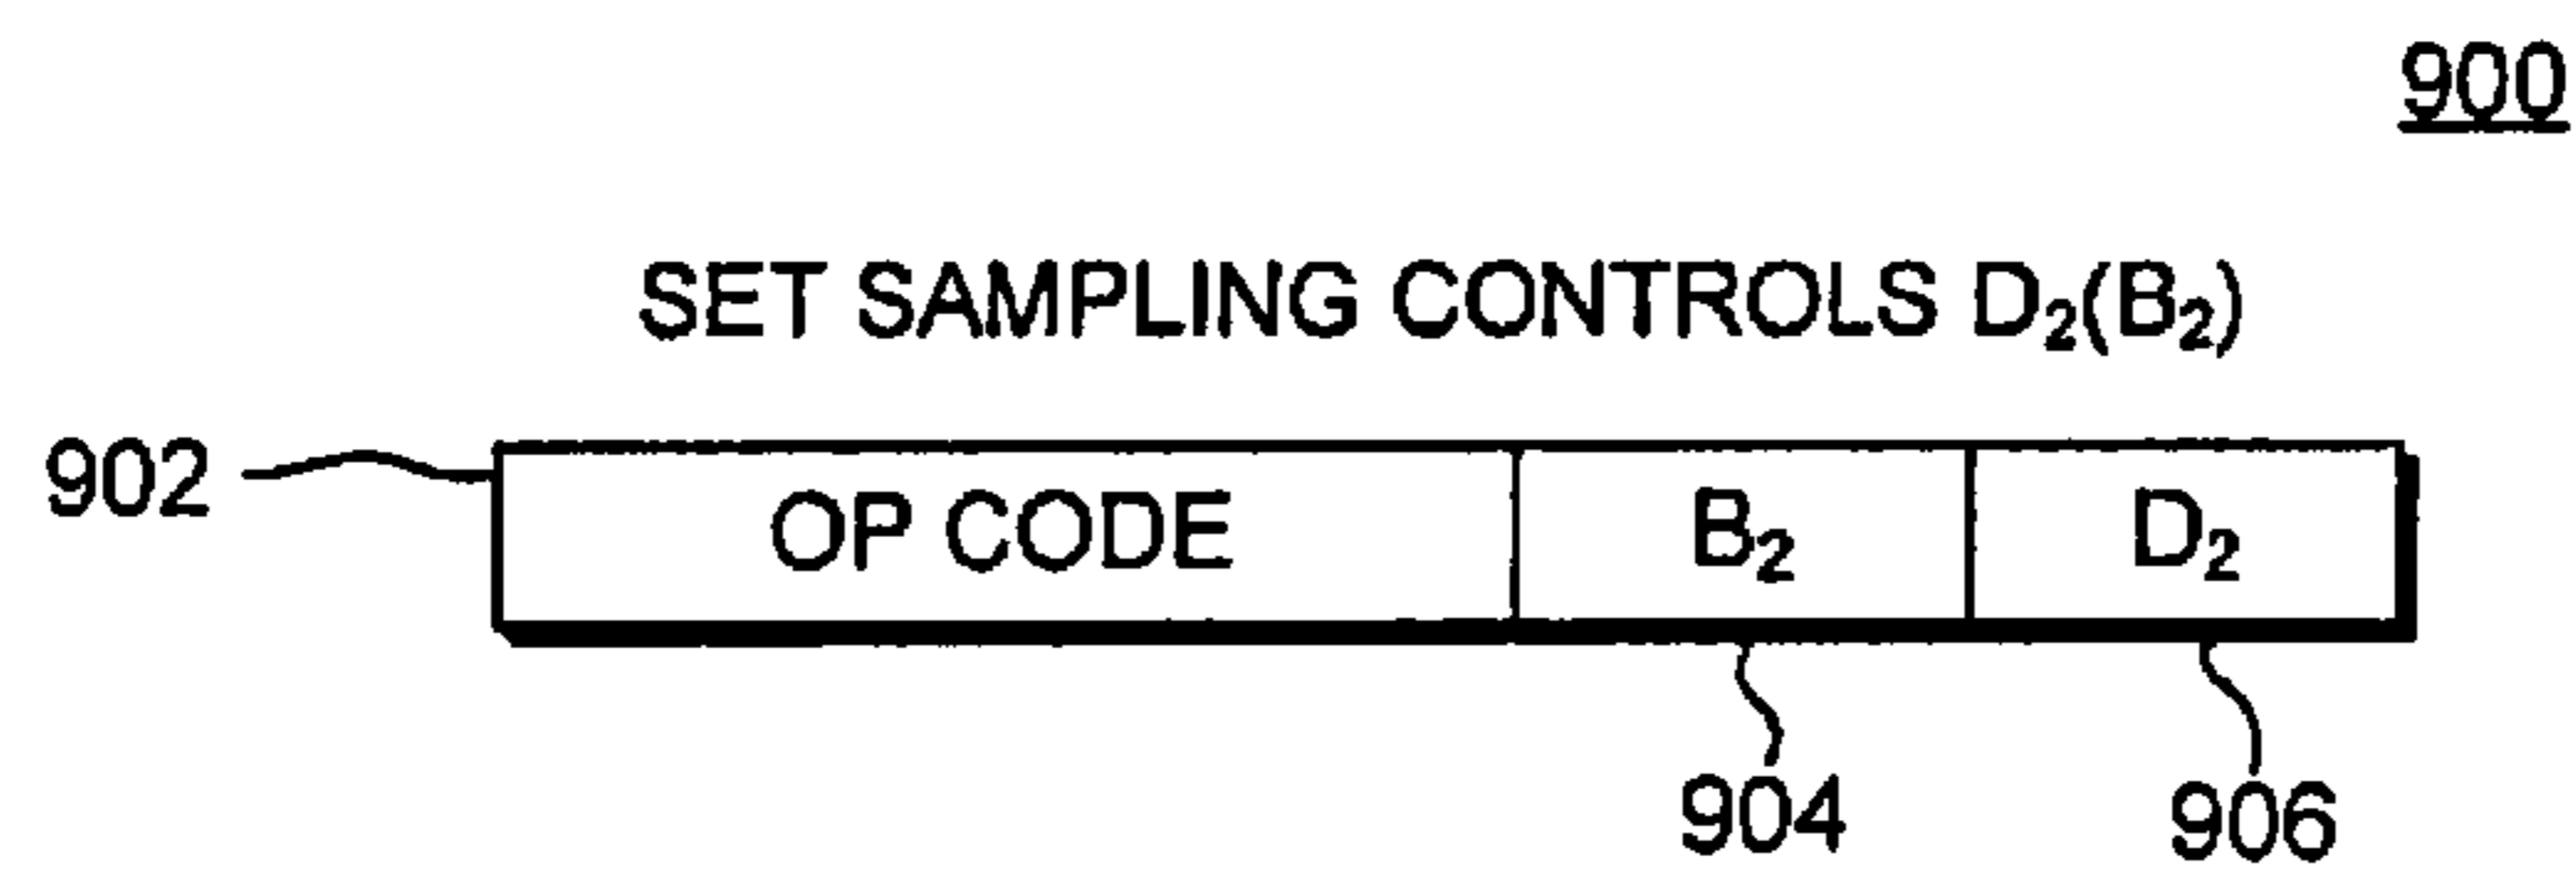 900
SET SAMPLING CONTROLS D₂(B₂)
902
OP CODE B₂ D₂
904 906